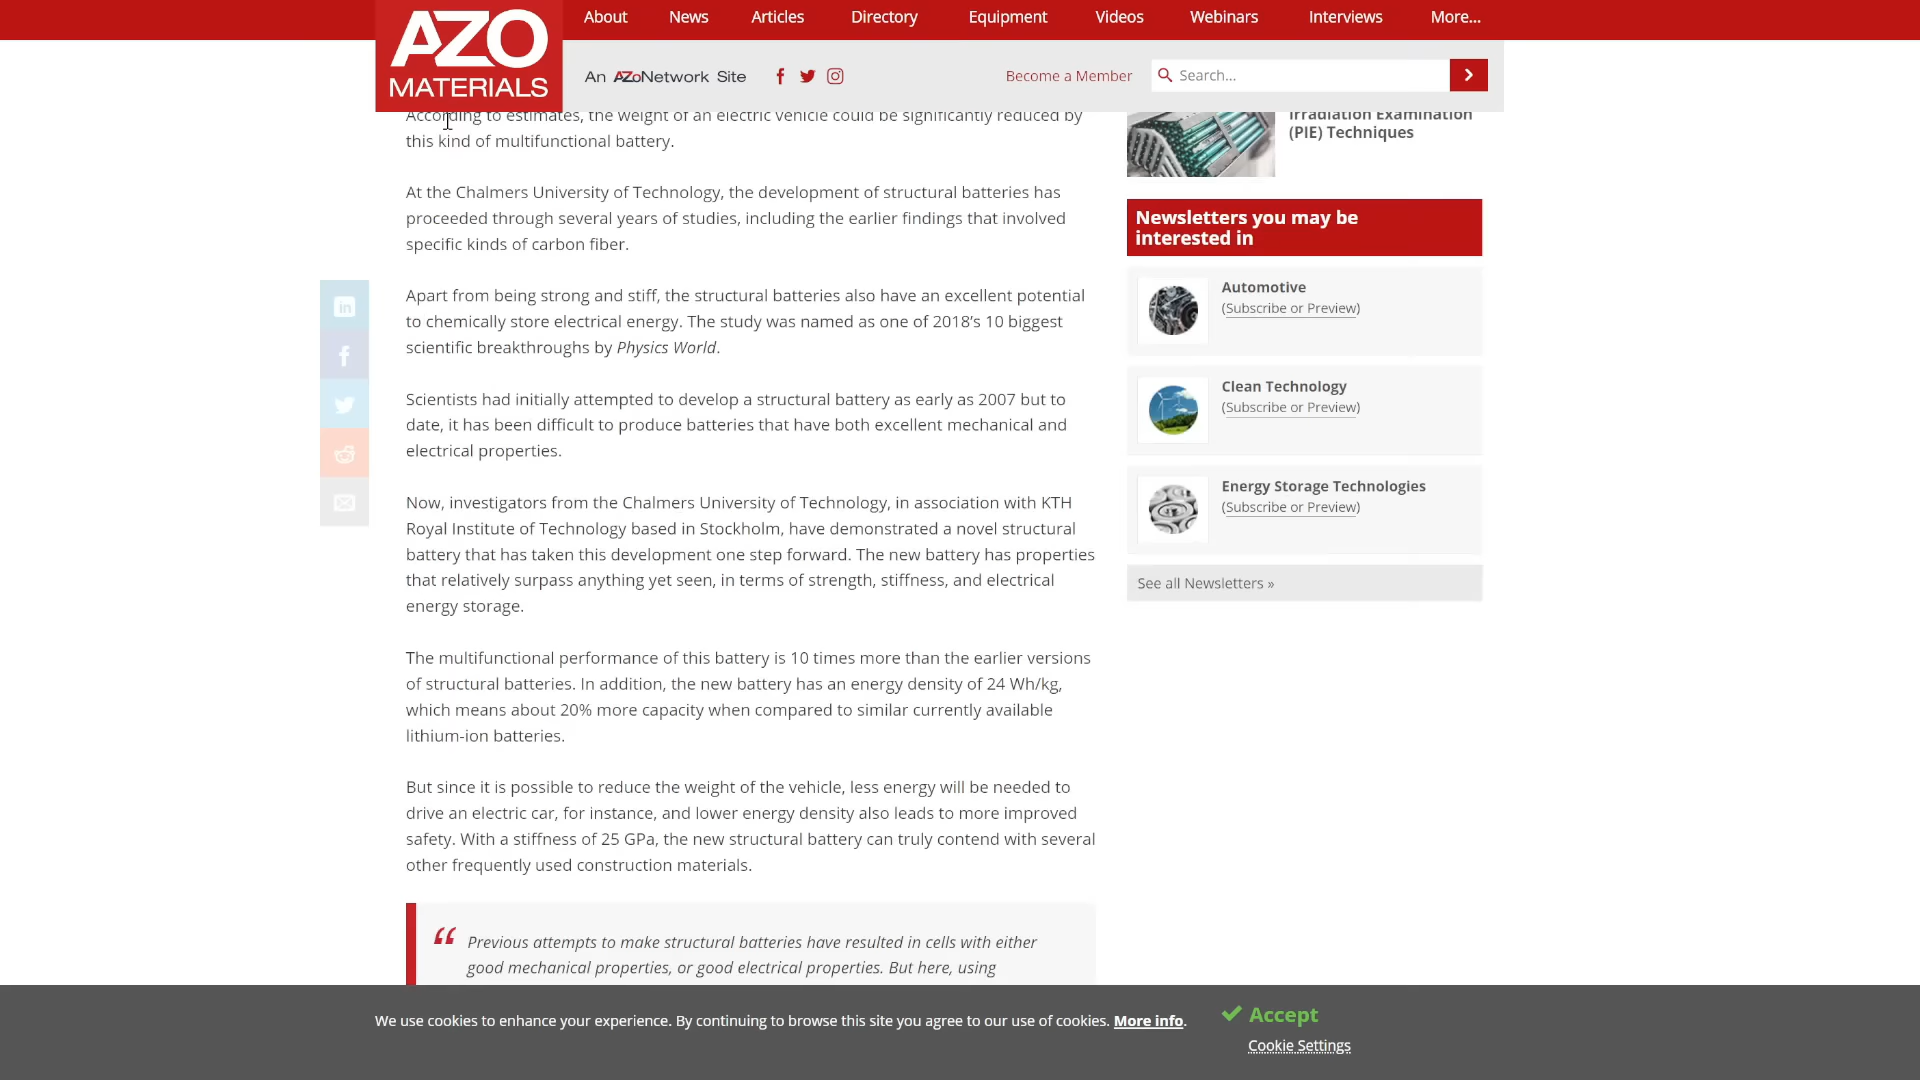 About News Articles Directory Equipment Videos Webinars Interviews More...
AZO
MATERIALS
An AZoNetwork Site
Become a Member
Search...
According to estimates, the weight of an electric vehicle could be significantly reduced by
this kind of multifunctional battery.
At the Chalmers University of Technology, the development of structural batteries has
proceeded through several years of studies, including the earlier findings that involved
specific kinds of carbon fiber.
Apart from being strong and stiff, the structural batteries also have an excellent potential
to chemically store electrical energy. The study was named as one of 2018’s 10 biggest
scientific breakthroughs by Physics World.
Scientists had initially attempted to develop a structural battery as early as 2007 but to
date, it has been difficult to produce batteries that have both excellent mechanical and
electrical properties.
Now, investigators from the Chalmers University of Technology, in association with KTH
Royal Institute of Technology based in Stockholm, have demonstrated a novel structural
battery that has taken this development one step forward. The new battery has properties
that relatively surpass anything yet seen, in terms of strength, stiffness, and electrical
energy storage.
The multifunctional performance of this battery is 10 times more than the earlier versions
of structural batteries. In addition, the new battery has an energy density of 24 Wh/kg,
which means about 20% more capacity when compared to similar currently available
lithium-ion batteries.
But since it is possible to reduce the weight of the vehicle, less energy will be needed to
drive an electric car, for instance, and lower energy density also leads to more improved
safety. With a stiffness of 25 GPa, the new structural battery can truly contend with several
other frequently used construction materials.
“ Previous attempts to make structural batteries have resulted in cells with either
good mechanical properties, or good electrical properties. But here, using
Irradiation Examination
(PIE) Techniques
Newsletters you may be
interested in
Automotive
(Subscribe or Preview)
Clean Technology
(Subscribe or Preview)
Energy Storage Technologies
(Subscribe or Preview)
See all Newsletters »
We use cookies to enhance your experience. By continuing to browse this site you agree to our use of cookies. More info.
Accept
Cookie Settings